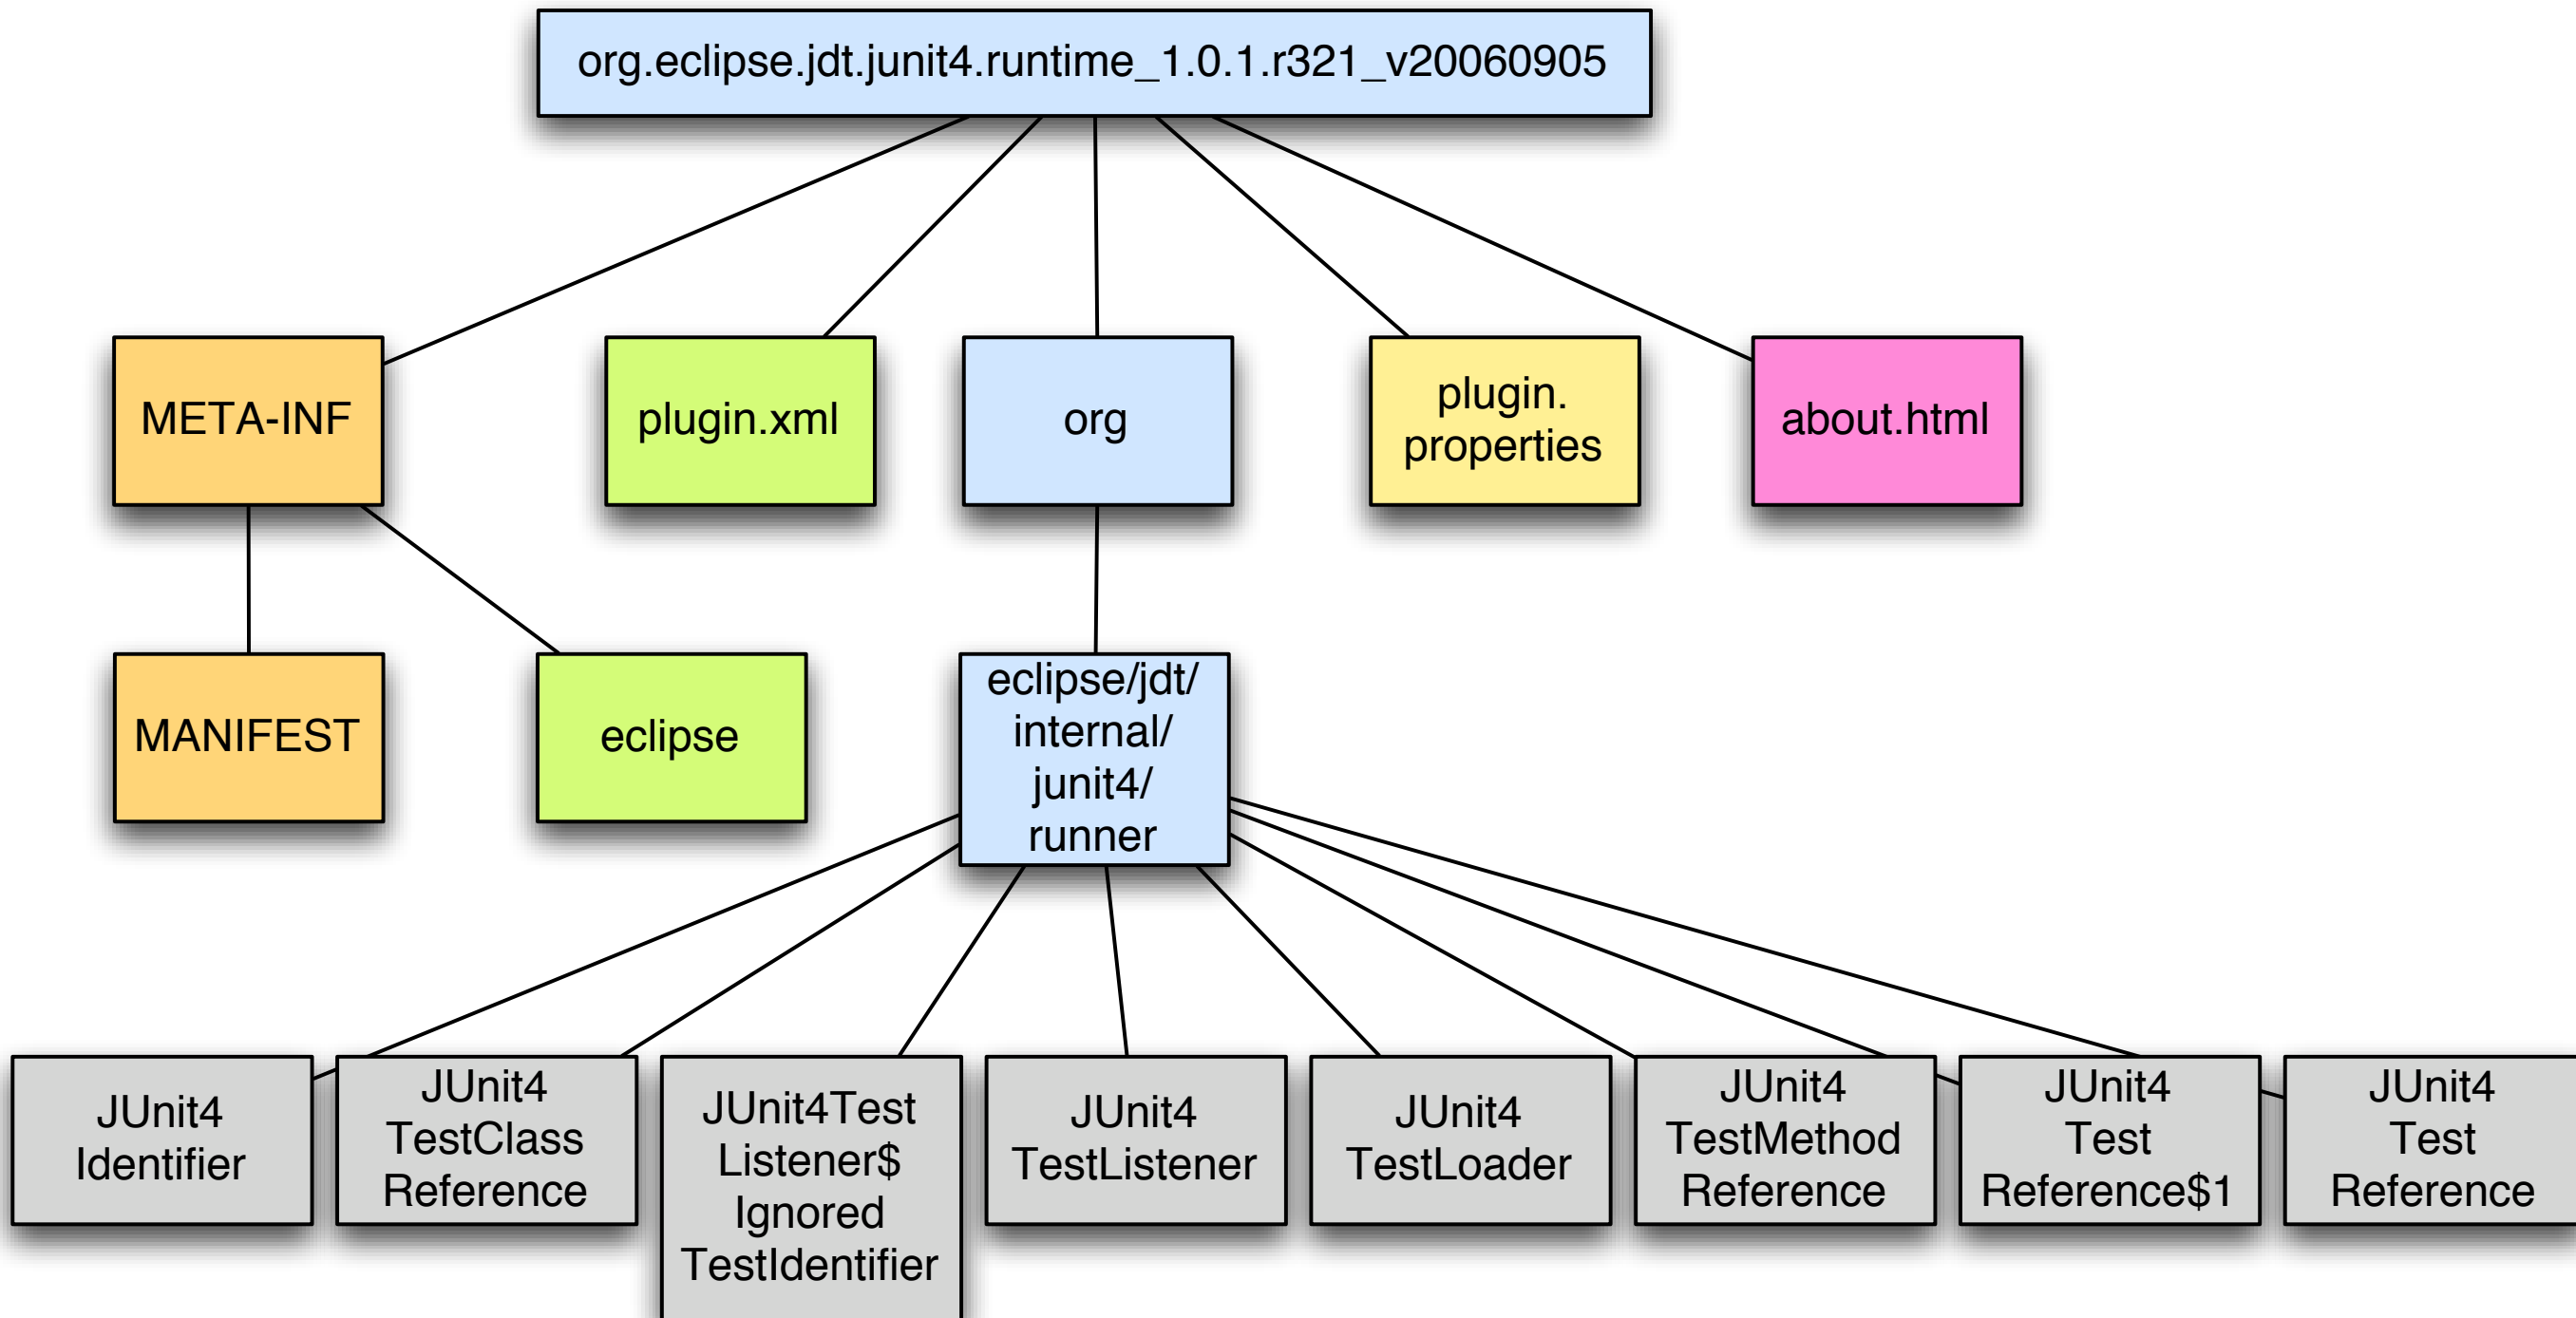 org.eclipse.jdt.junit4.runtime_1.0.1.r321_v20060905
META-INF
plugin.xml
org
plugin.
properties
about.html
MANIFEST
eclipse
eclipse/jdt/
internal/
junit4/
runner
JUnit4
Identifier
JUnit4
TestClass
Reference
JUnit4Test
Listener$
Ignored
TestIdentifier
JUnit4
TestListener
JUnit4
TestLoader
JUnit4
TestMethod
Reference
JUnit4
Test
Reference$1
JUnit4
Test
Reference